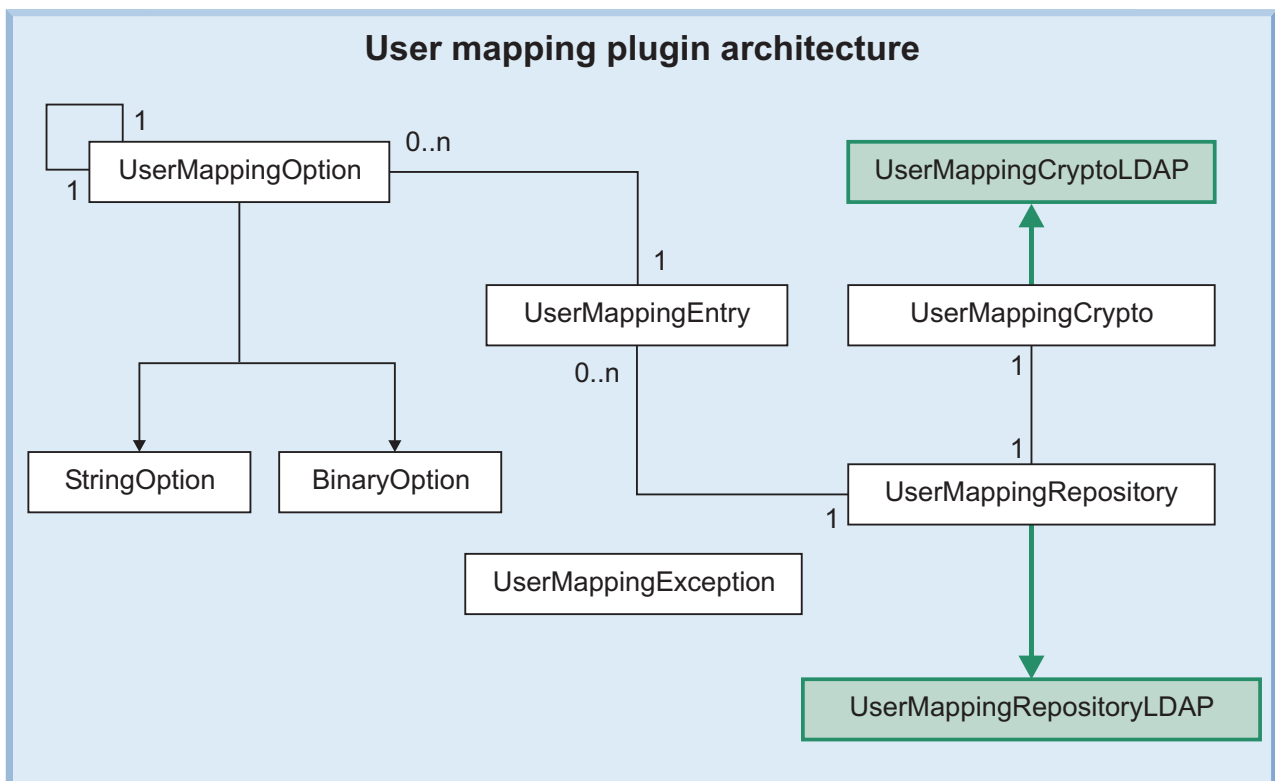 User mapping plugin architecture
1
0..n
UserMappingOption
UserMappingCryptoLDAP
1
1
UserMappingEntry
UserMappingCrypto
0..n
1
1
StringOption
BinaryOption
UserMappingRepository
1
UserMappingException
UserMappingRepositoryLDAP